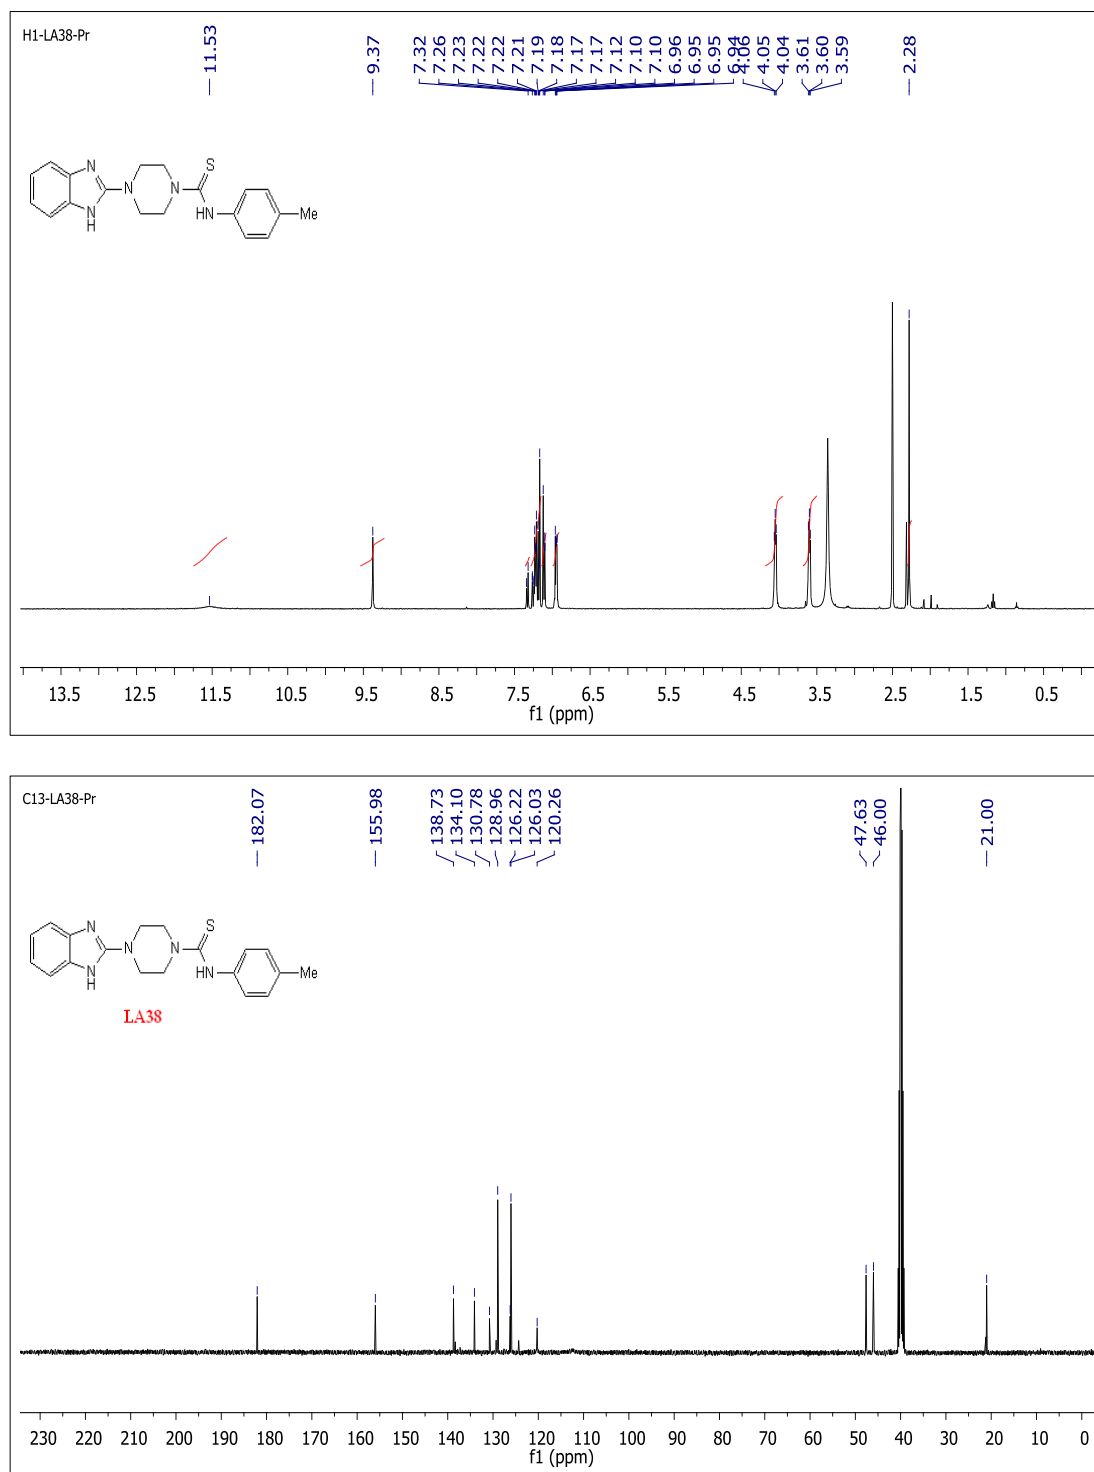 H1-LA38-Pr
11.53
9.37
7.32
7.26
7.23
7.22
7.22
7.21
7.19
7.18
7.17
7.17
7.12
7.10
7.10
6.96
6.95
6.95
6.94
4.06
4.05
4.04
3.61
3.60
3.59
2.28
N
N
H
N
N
S
HN
Me
13.5 12.5 11.5 10.5 9.5 8.5 7.5 6.5 5.5 4.5 3.5 2.5 1.5 0.5
f1 (ppm)
C13-LA38-Pr
182.07
155.98
138.73
134.10
130.78
128.96
126.22
126.03
120.26
47.63
46.00
21.00
N
N
H
N
N
S
HN
Me
LA38
230 220 210 200 190 180 170 160 150 140 130 120 110 100 90 80 70 60 50 40 30 20 10 0
f1 (ppm)